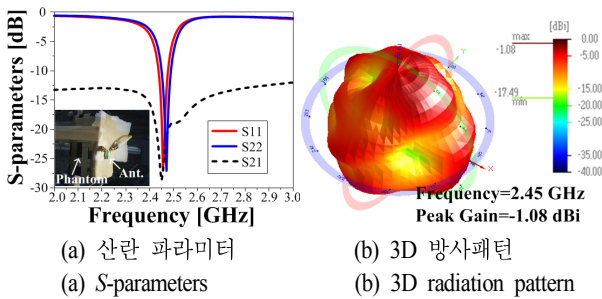 S-parameters [dB]
0
-5
-10
-15
-20
-25
-30
S11
S22
S21
Phantom
Ant.
2.0 2.1 2.2 2.3 2.4 2.5 2.6 2.7 2.8 2.9 3.0
Frequency [GHz]
[dBi]
max
-1.08
-17.49
min
5.00
0.00
-10.00
-20.00
-30.00
-40.00
Z
Y
X
Frequency=2.45 GHz
Peak Gain=-1.08 dBi
(a) 산란 파라미터
(a) S-parameters
(b) 3D 방사패턴
(b) 3D radiation pattern